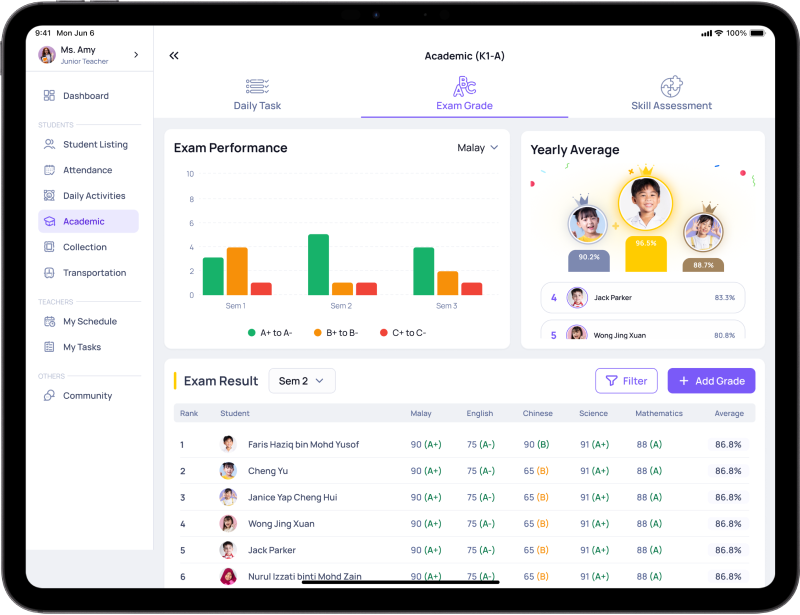 9:41 Mon Jun 6
100%
Ms. Amy
Junior Teacher
Dashboard
STUDENTS
Student Listing
Attendance
Daily Activities
Academic
Collection
Transportation
TEACHERS
My Schedule
My Tasks
OTHERS
Community
Academic (K1-A)
Daily Task
ABC
Exam Grade
Skill Assessment
Exam Performance
Malay
10
8
6
4
2
0
Sem 1
Sem 2
Sem 3
A+ to A-
B+ to B-
C+ to C-
Yearly Average
90.2%
96.5%
88.7%
4 Jack Parker 83.3%
5 Wong Jing Xuan 80.8%
Exam Result
Sem 2
Filter
+ Add Grade
Rank Student Malay English Chinese Science Mathematics Average
1 Faris Haziq bin Mohd Yusof 90 (A+) 75 (A-) 90 (B) 91 (A+) 88 (A) 86.8%
2 Cheng Yu 90 (A+) 75 (A-) 65 (B) 91 (A+) 88 (A) 86.8%
3 Janice Yap Cheng Hui 90 (A+) 75 (A-) 65 (B) 91 (A+) 88 (A) 86.8%
4 Wong Jing Xuan 90 (A+) 75 (A-) 65 (B) 91 (A+) 88 (A) 86.8%
5 Jack Parker 90 (A+) 75 (A-) 65 (B) 91 (A+) 88 (A) 86.8%
6 Nurul Izzati binti Mohd Zain 90 (A+) 75 (A-) 65 (B) 91 (A+) 88 (A) 86.8%